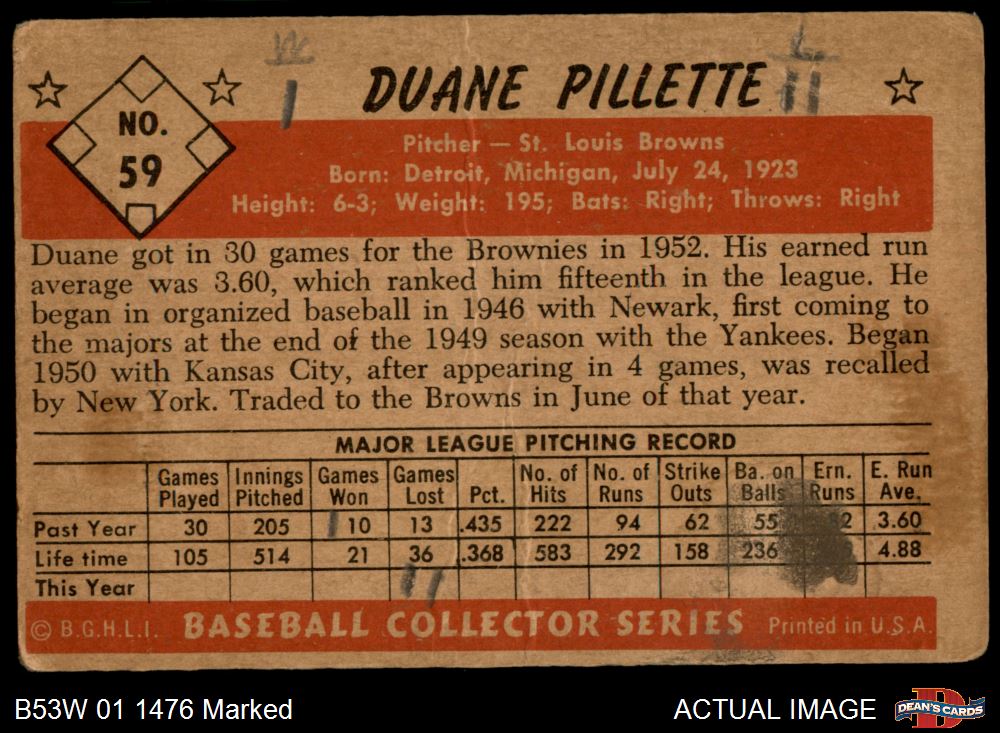 W L
1 11
DUANE PILLETTE
NO.
59
Pitcher — St. Louis Browns
Born: Detroit, Michigan, July 24, 1923
Height: 6-3; Weight: 195; Bats: Right; Throws: Right
Duane got in 30 games for the Brownies in 1952. His earned run
average was 3.60, which ranked him fifteenth in the league. He
began in organized baseball in 1946 with Newark, first coming to
the majors at the end of the 1949 season with the Yankees. Began
1950 with Kansas City, after appearing in 4 games, was recalled
by New York. Traded to the Browns in June of that year.
MAJOR LEAGUE PITCHING RECORD
Games Innings Games Games No. of No. of Strike Ba. on Ern. E. Run
Played Pitched Won Lost Pct. Hits Runs Outs Balls Runs Ave.
Past Year 30 205 10 13 .435 222 94 62 55 3.60
Life time 105 514 21 36 .368 583 292 158 236 4.88
This Year 11
© B.G.H.L.I. BASEBALL COLLECTOR SERIES Printed in U.S.A.
B53W 01 1476 Marked ACTUAL IMAGE DEAN'S CARDS